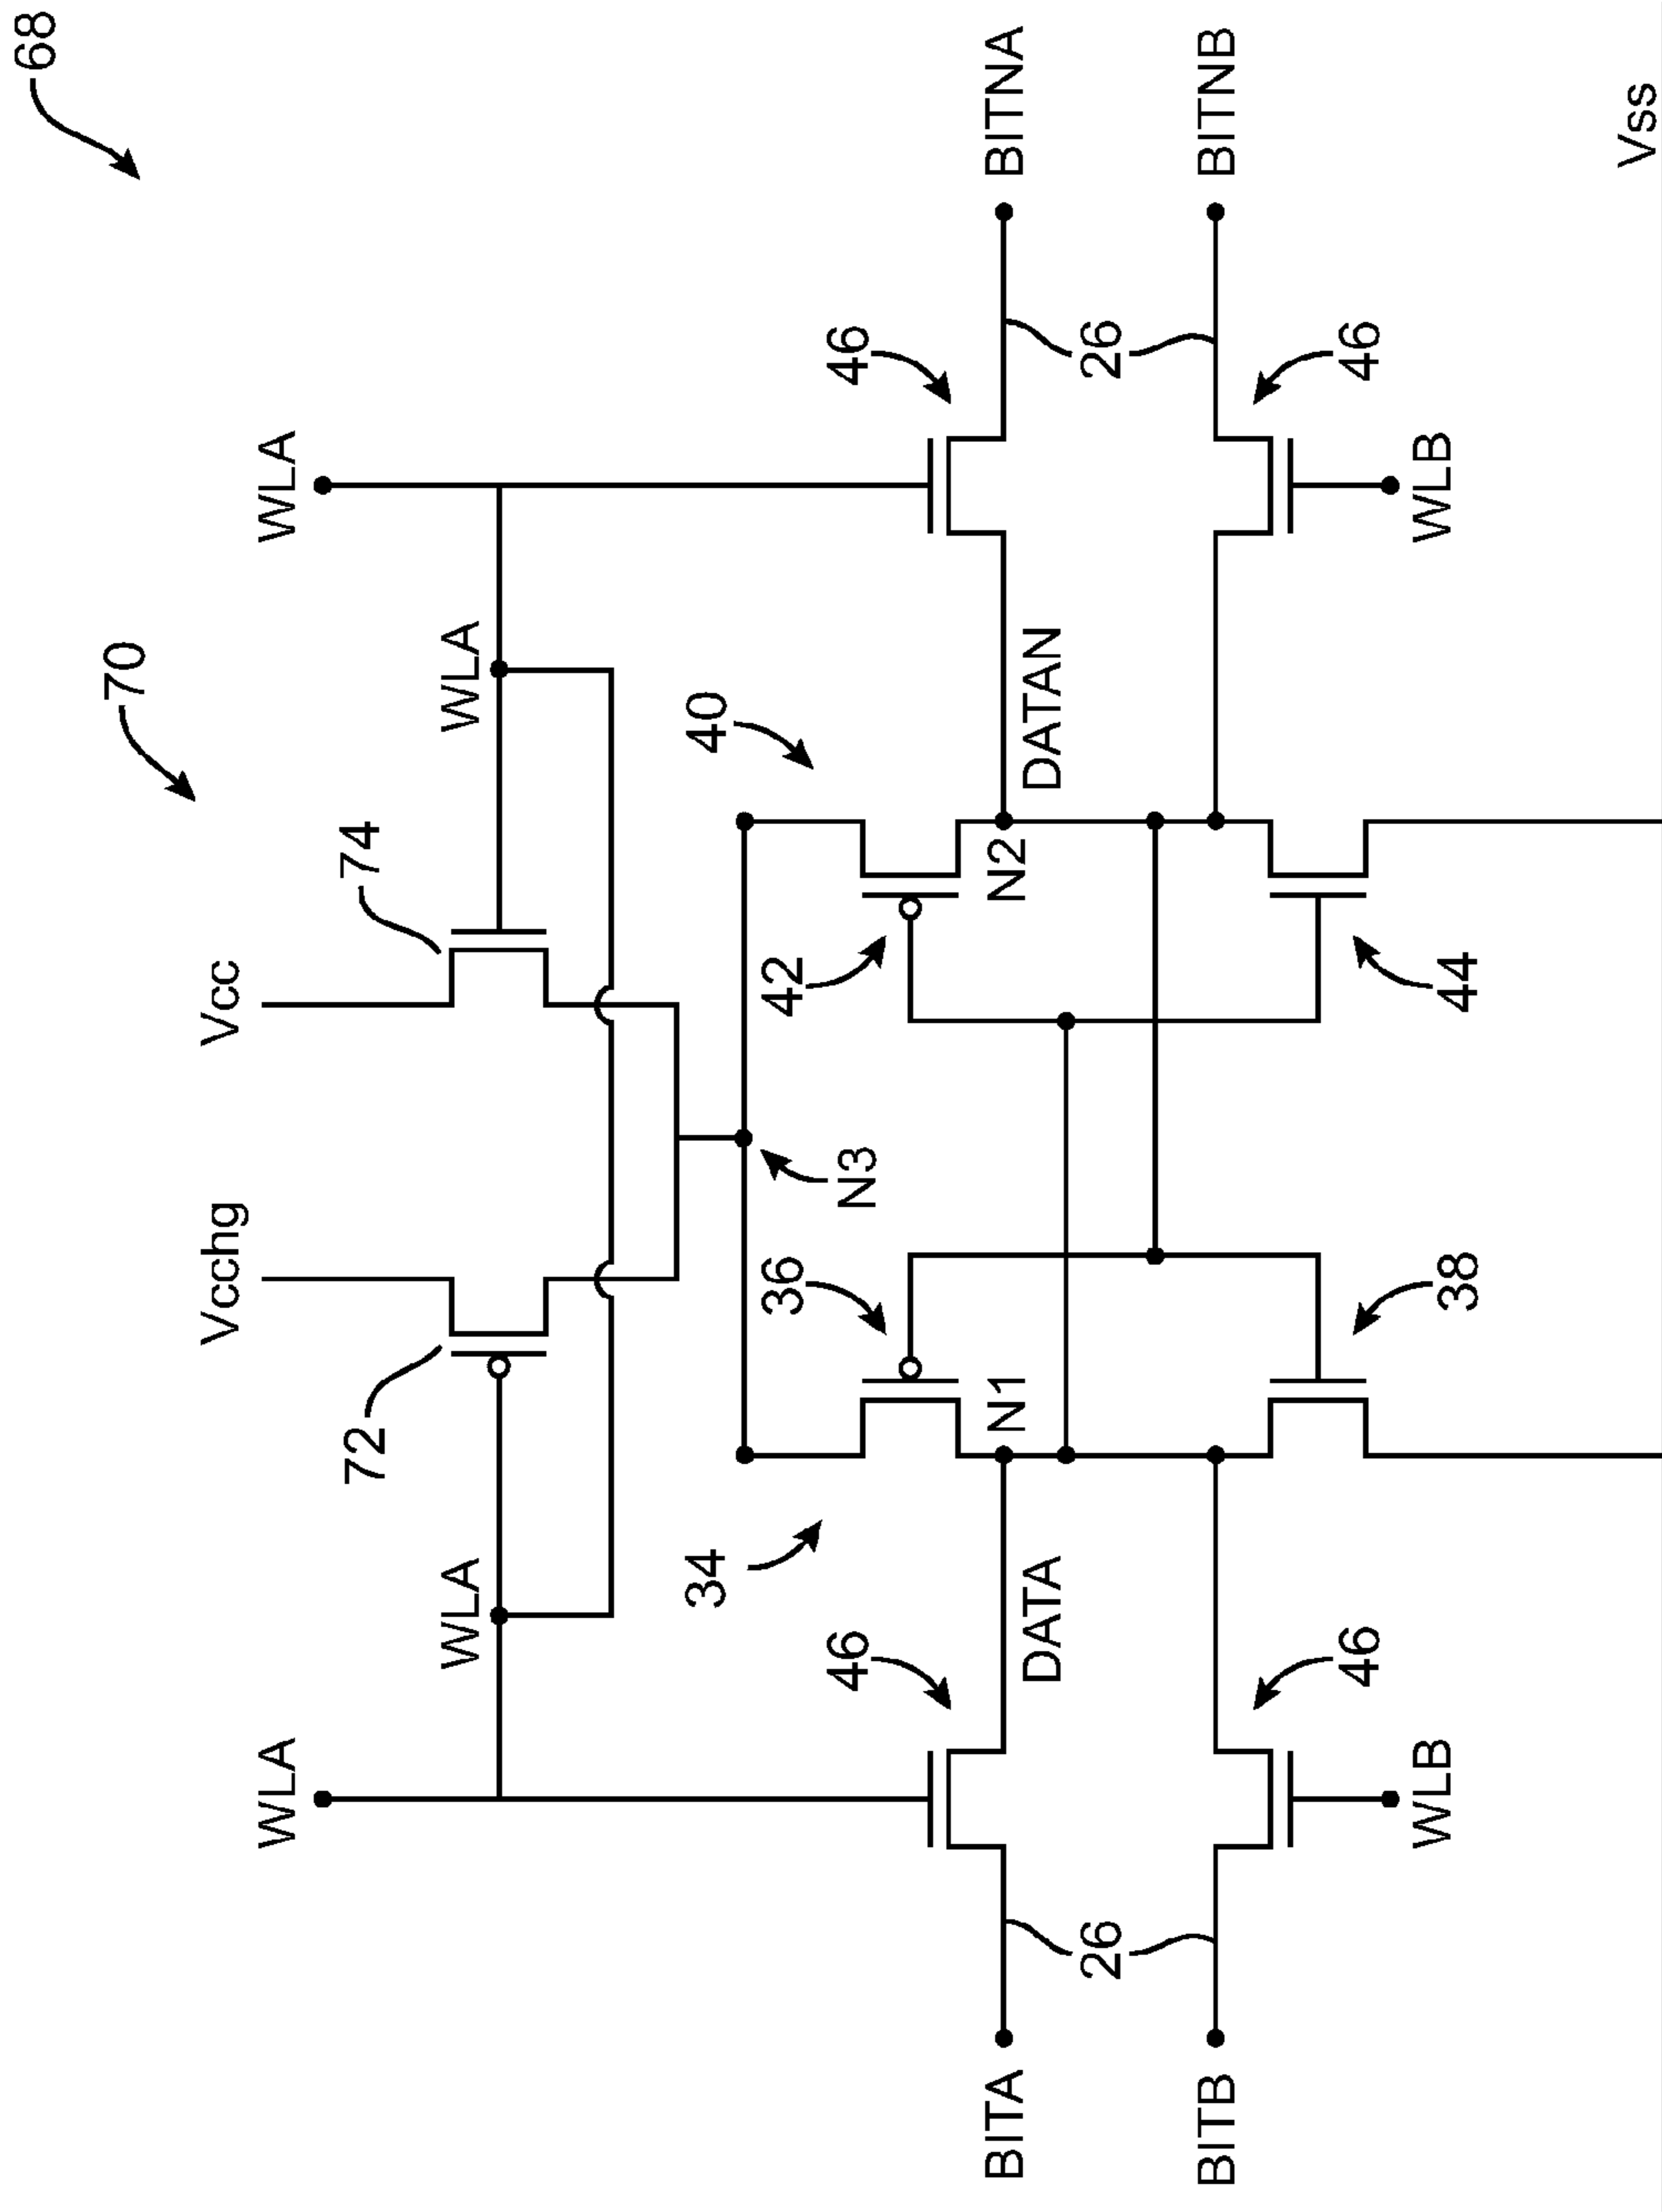 68
70
WLA
Vcchg
Vcc
WLA
72
74
WLA
WLA
34
36
N3
42
40
46
N1
N2
46
BITA
DATA
DATAN
BITNA
26
26
BITB
BITNB
46
38
44
46
WLB
WLB
Vss